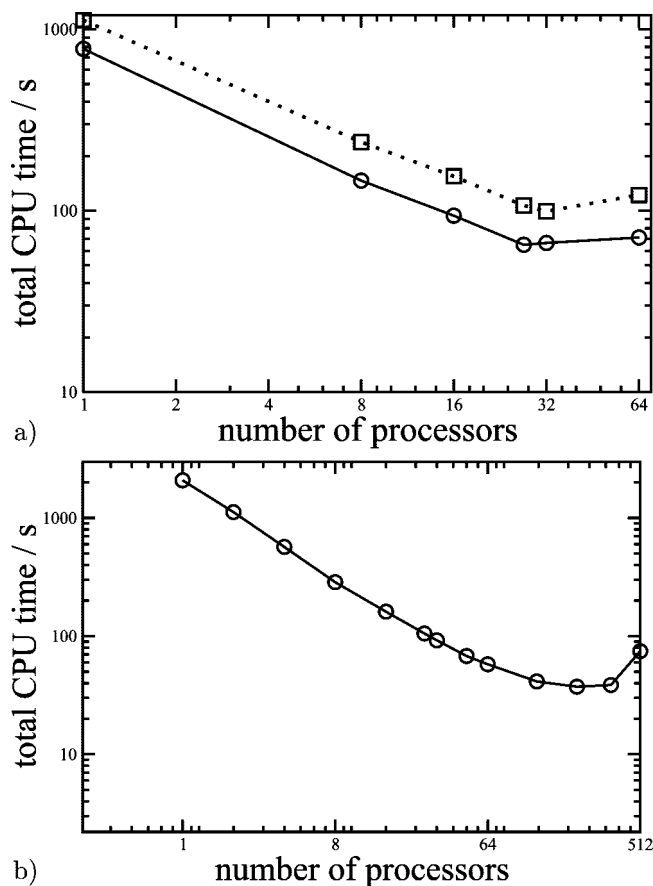 1000
100
10
total CPU time / s
1 2 4 8 16 32 64
a) number of processors
1000
100
10
total CPU time / s
1 8 64 512
b) number of processors